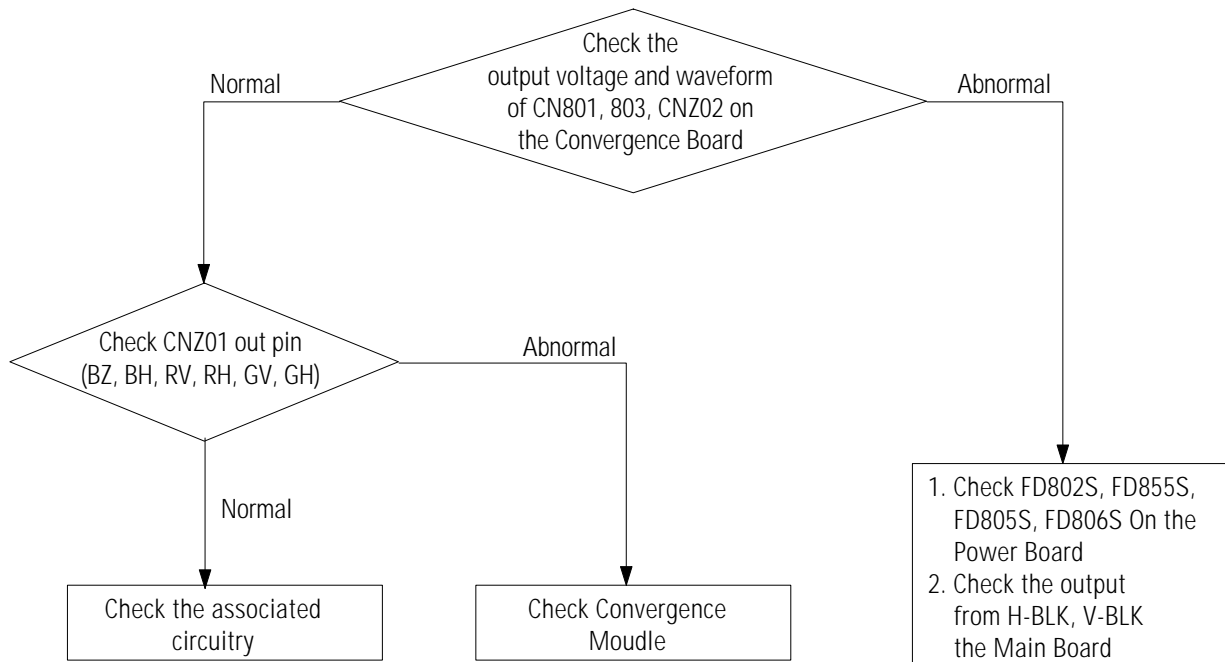 Check the
output voltage and waveform
of CN801, 803, CNZ02 on
the Convergence Board
Normal
Abnormal
Check CNZ01 out pin
(BZ, BH, RV, RH, GV, GH)
Abnormal
Normal
Check the associated
circuitry
Check Convergence
Moudle
1. Check FD802S, FD855S,
FD805S, FD806S On the
Power Board
2. Check the output
from H-BLK, V-BLK
the Main Board